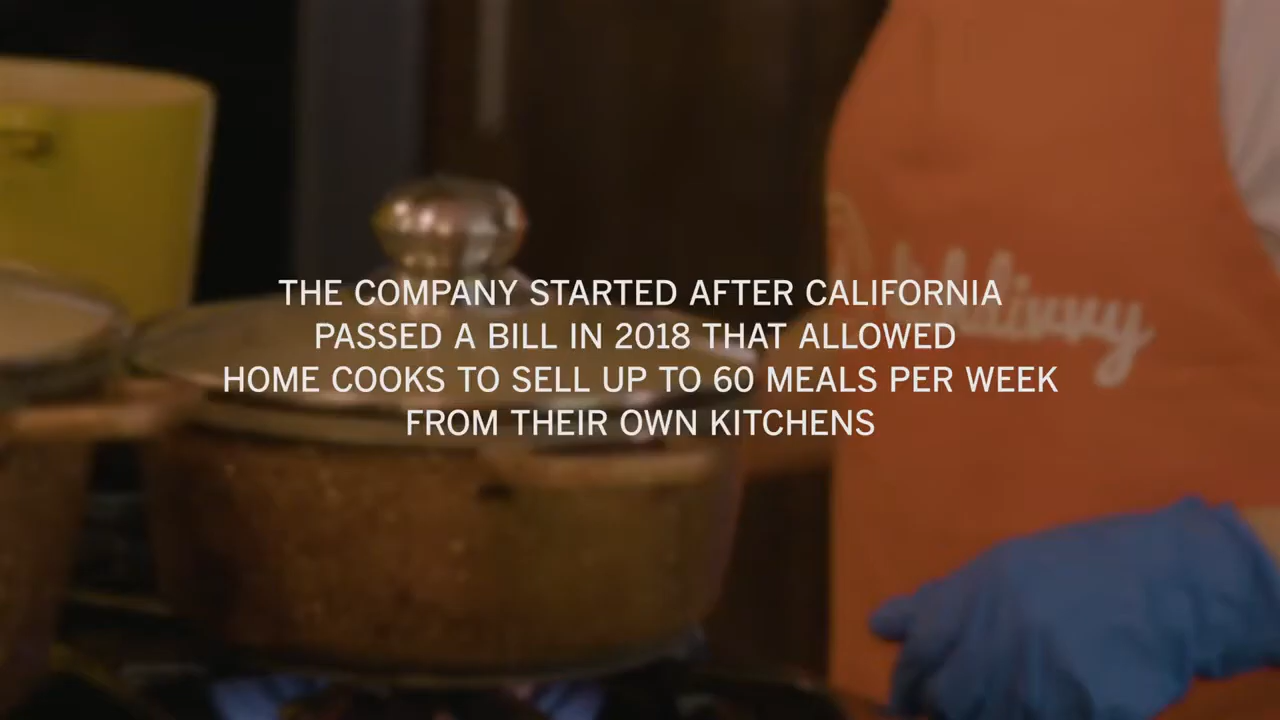 THE COMPANY STARTED AFTER CALIFORNIA
PASSED A BILL IN 2018 THAT ALLOWED
HOME COOKS TO SELL UP TO 60 MEALS PER WEEK
FROM THEIR OWN KITCHENS